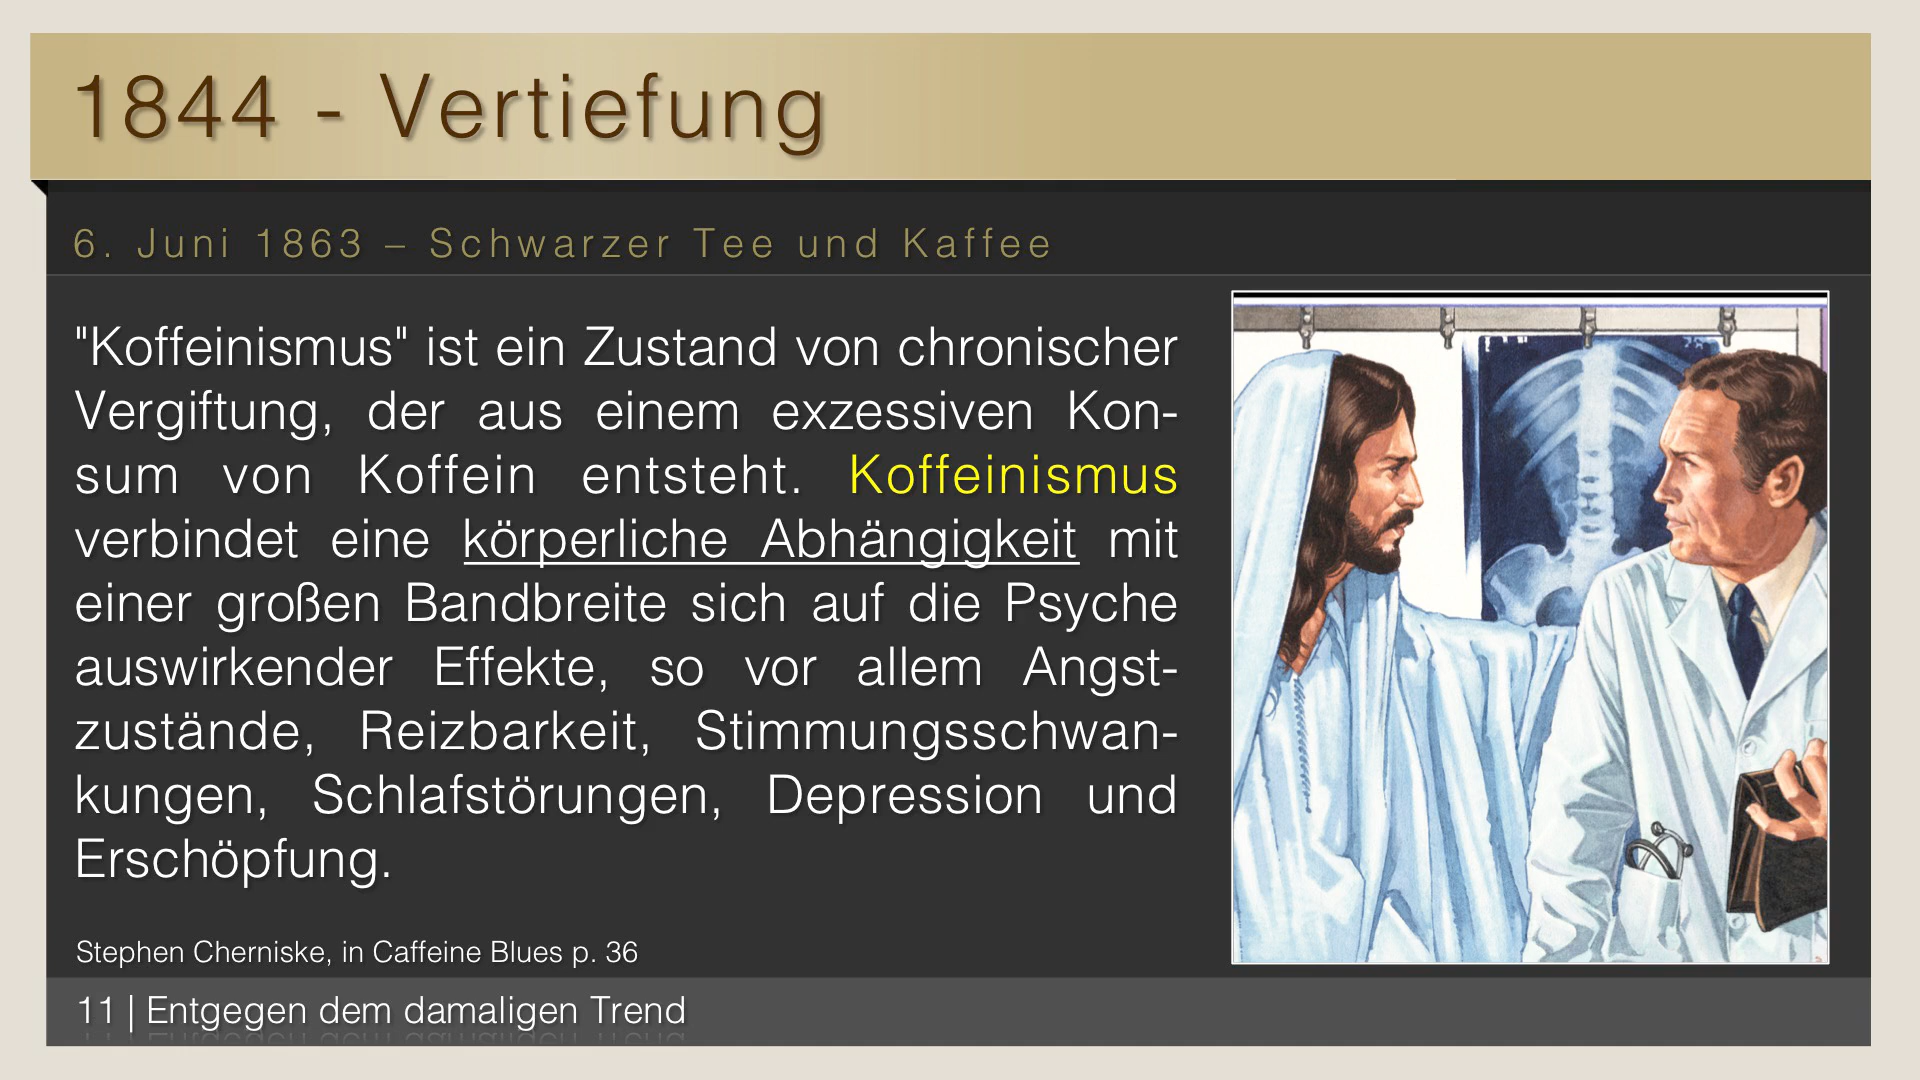 1844 - Vertiefung
6. Juni 1863 – Schwarzer Tee und Kaffee
"Koffeinismus" ist ein Zustand von chronischer
Vergiftung, der aus einem exzessiven Kon-
sum von Koffein entsteht. Koffeinismus
verbindet eine körperliche Abhängigkeit mit
einer großen Bandbreite sich auf die Psyche
auswirkender Effekte, so vor allem Angst-
zustände, Reizbarkeit, Stimmungsschwan-
kungen, Schlafstörungen, Depression und
Erschöpfung.
Stephen Cherniske, in Caffeine Blues p. 36
11 | Entgegen dem damaligen Trend